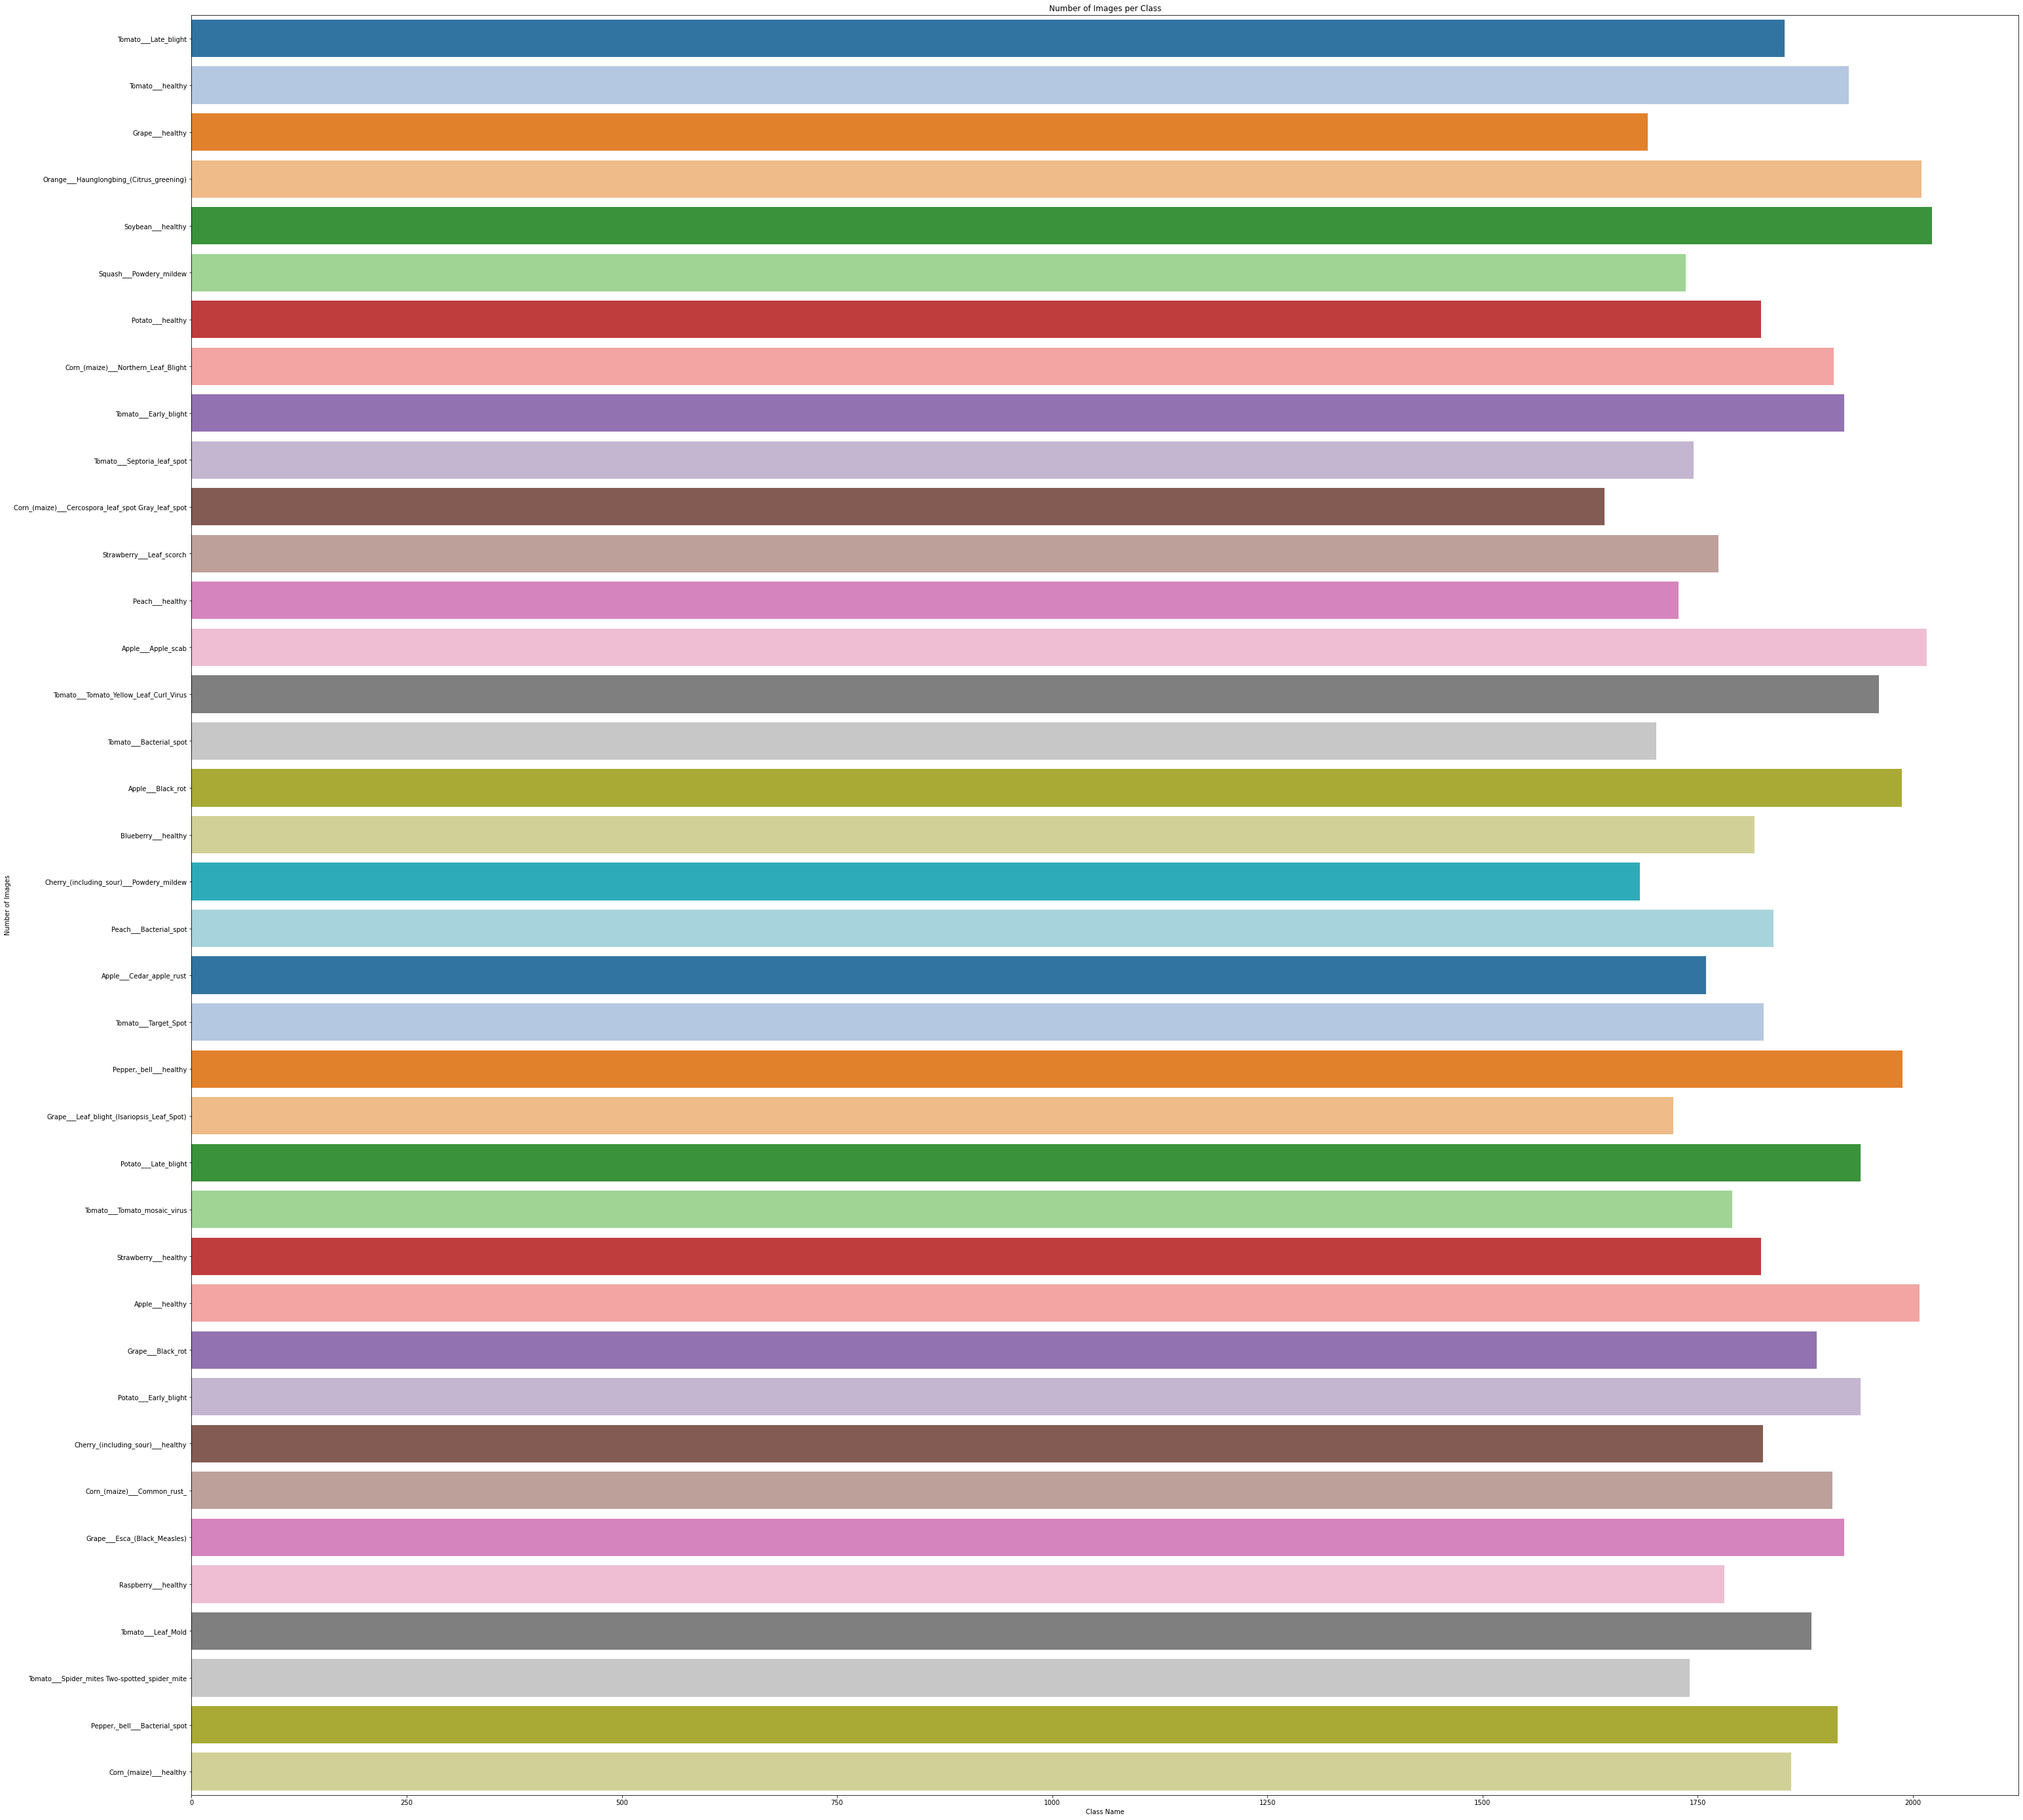 Number of Images per Class
Tomato___Late_blight
Tomato___healthy
Grape___healthy
Orange___Haunglongbing_(Citrus_greening)
Soybean___healthy
Squash___Powdery_mildew
Potato___healthy
Corn_(maize)___Northern_Leaf_Blight
Tomato___Early_blight
Tomato___Septoria_leaf_spot
Corn_(maize)___Cercospora_leaf_spot Gray_leaf_spot
Strawberry___Leaf_scorch
Peach___healthy
Apple___Apple_scab
Tomato___Tomato_Yellow_Leaf_Curl_Virus
Tomato___Bacterial_spot
Apple___Black_rot
Blueberry___healthy
Cherry_(including_sour)___Powdery_mildew
Peach___Bacterial_spot
Apple___Cedar_apple_rust
Tomato___Target_Spot
Pepper,_bell___healthy
Grape___Leaf_blight_(Isariopsis_Leaf_Spot)
Potato___Late_blight
Tomato___Tomato_mosaic_virus
Strawberry___healthy
Apple___healthy
Grape___Black_rot
Potato___Early_blight
Cherry_(including_sour)___healthy
Corn_(maize)___Common_rust_
Grape___Esca_(Black_Measles)
Raspberry___healthy
Tomato___Leaf_Mold
Tomato___Spider_mites Two-spotted_spider_mite
Pepper,_bell___Bacterial_spot
Corn_(maize)___healthy
Number of Images
0 250 500 750 1000 1250 1500 1750 2000
Class Name